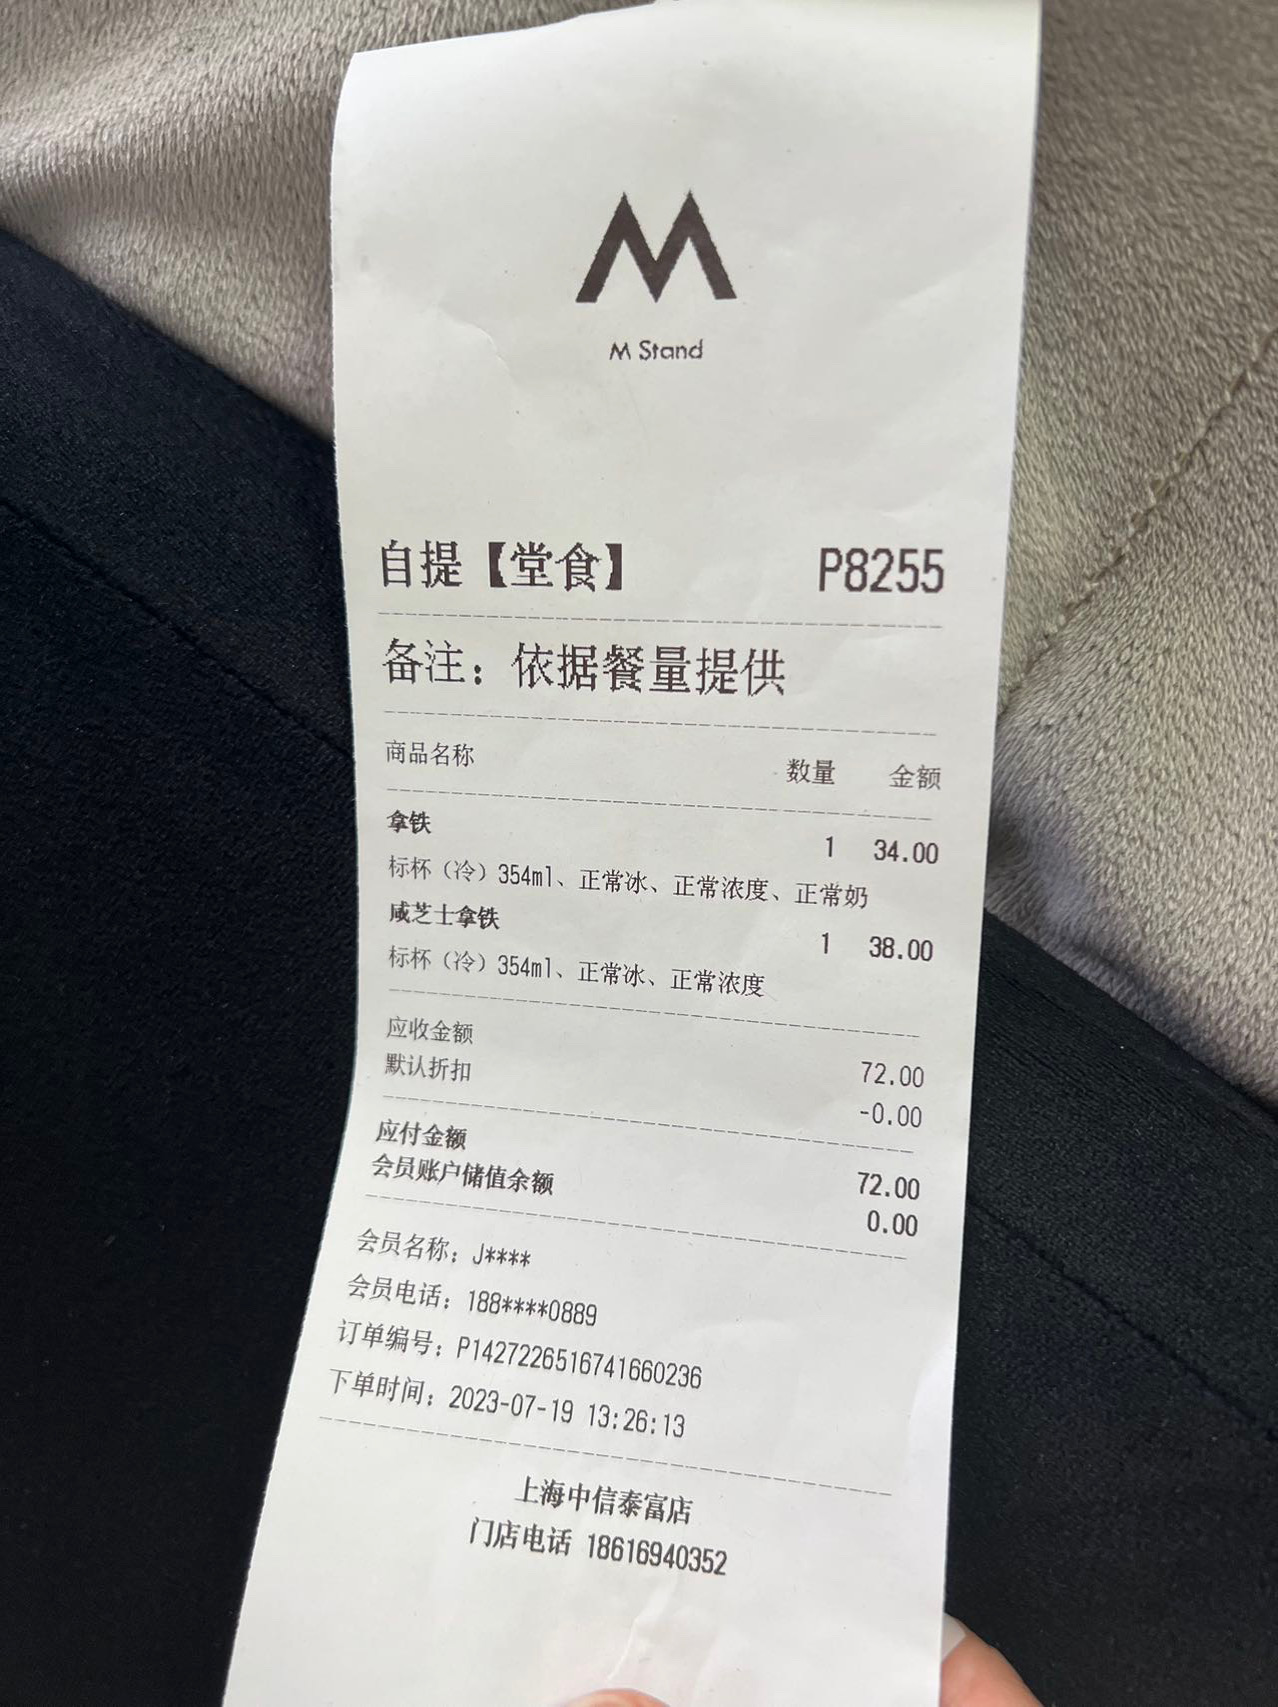 M Stand
自提【堂食】 P8255
备注：依据餐量提供
商品名称 数量 金额
拿铁 1 34.00
标杯（冷）354ml、正常冰、正常浓度、正常奶
咸芝士拿铁 1 38.00
标杯（冷）354ml、正常冰、正常浓度
应收金额 72.00
默认折扣 -0.00
应付金额 72.00
会员账户储值余额 0.00
会员名称：J****
会员电话：188****0889
订单编号：P1427226516741660236
下单时间：2023-07-19 13:26:13
上海中信泰富店
门店电话 18616940352